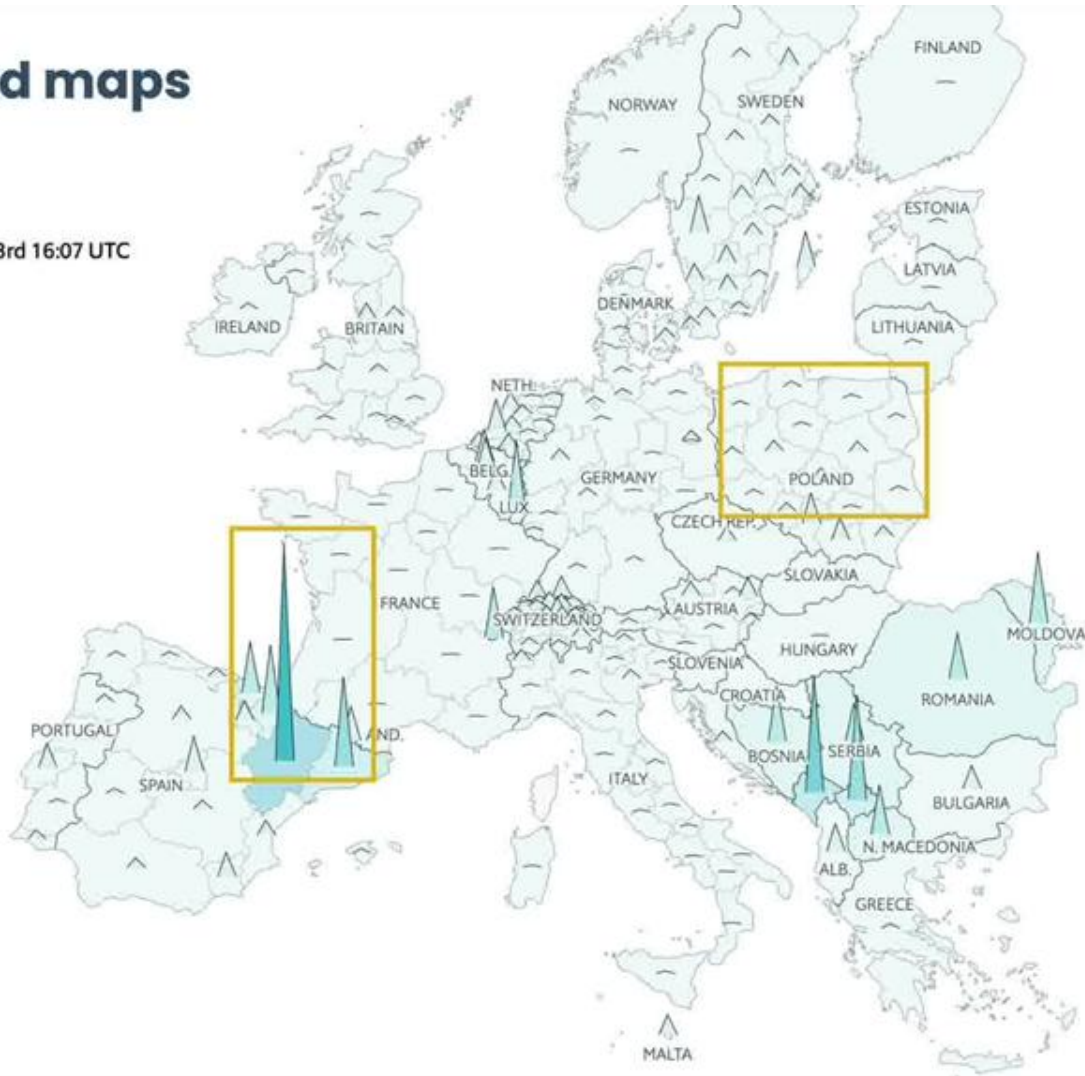 d maps
3rd 16:07 UTC
FINLAND
NORWAY
SWEDEN
ESTONIA
LATVIA
DENMARK
IRELAND
BRITAIN
LITHUANIA
NETH.
BELG.
GERMANY
POLAND
LUX
CZECH REP.
SLOVAKIA
FRANCE
SWITZERLAND
AUSTRIA
MOLDOVA
HUNGARY
SLOVENIA
CROATIA
ROMANIA
PORTUGAL
AND.
BOSNIA
SERBIA
SPAIN
ITALY
BULGARIA
N. MACEDONIA
ALB.
GREECE
MALTA